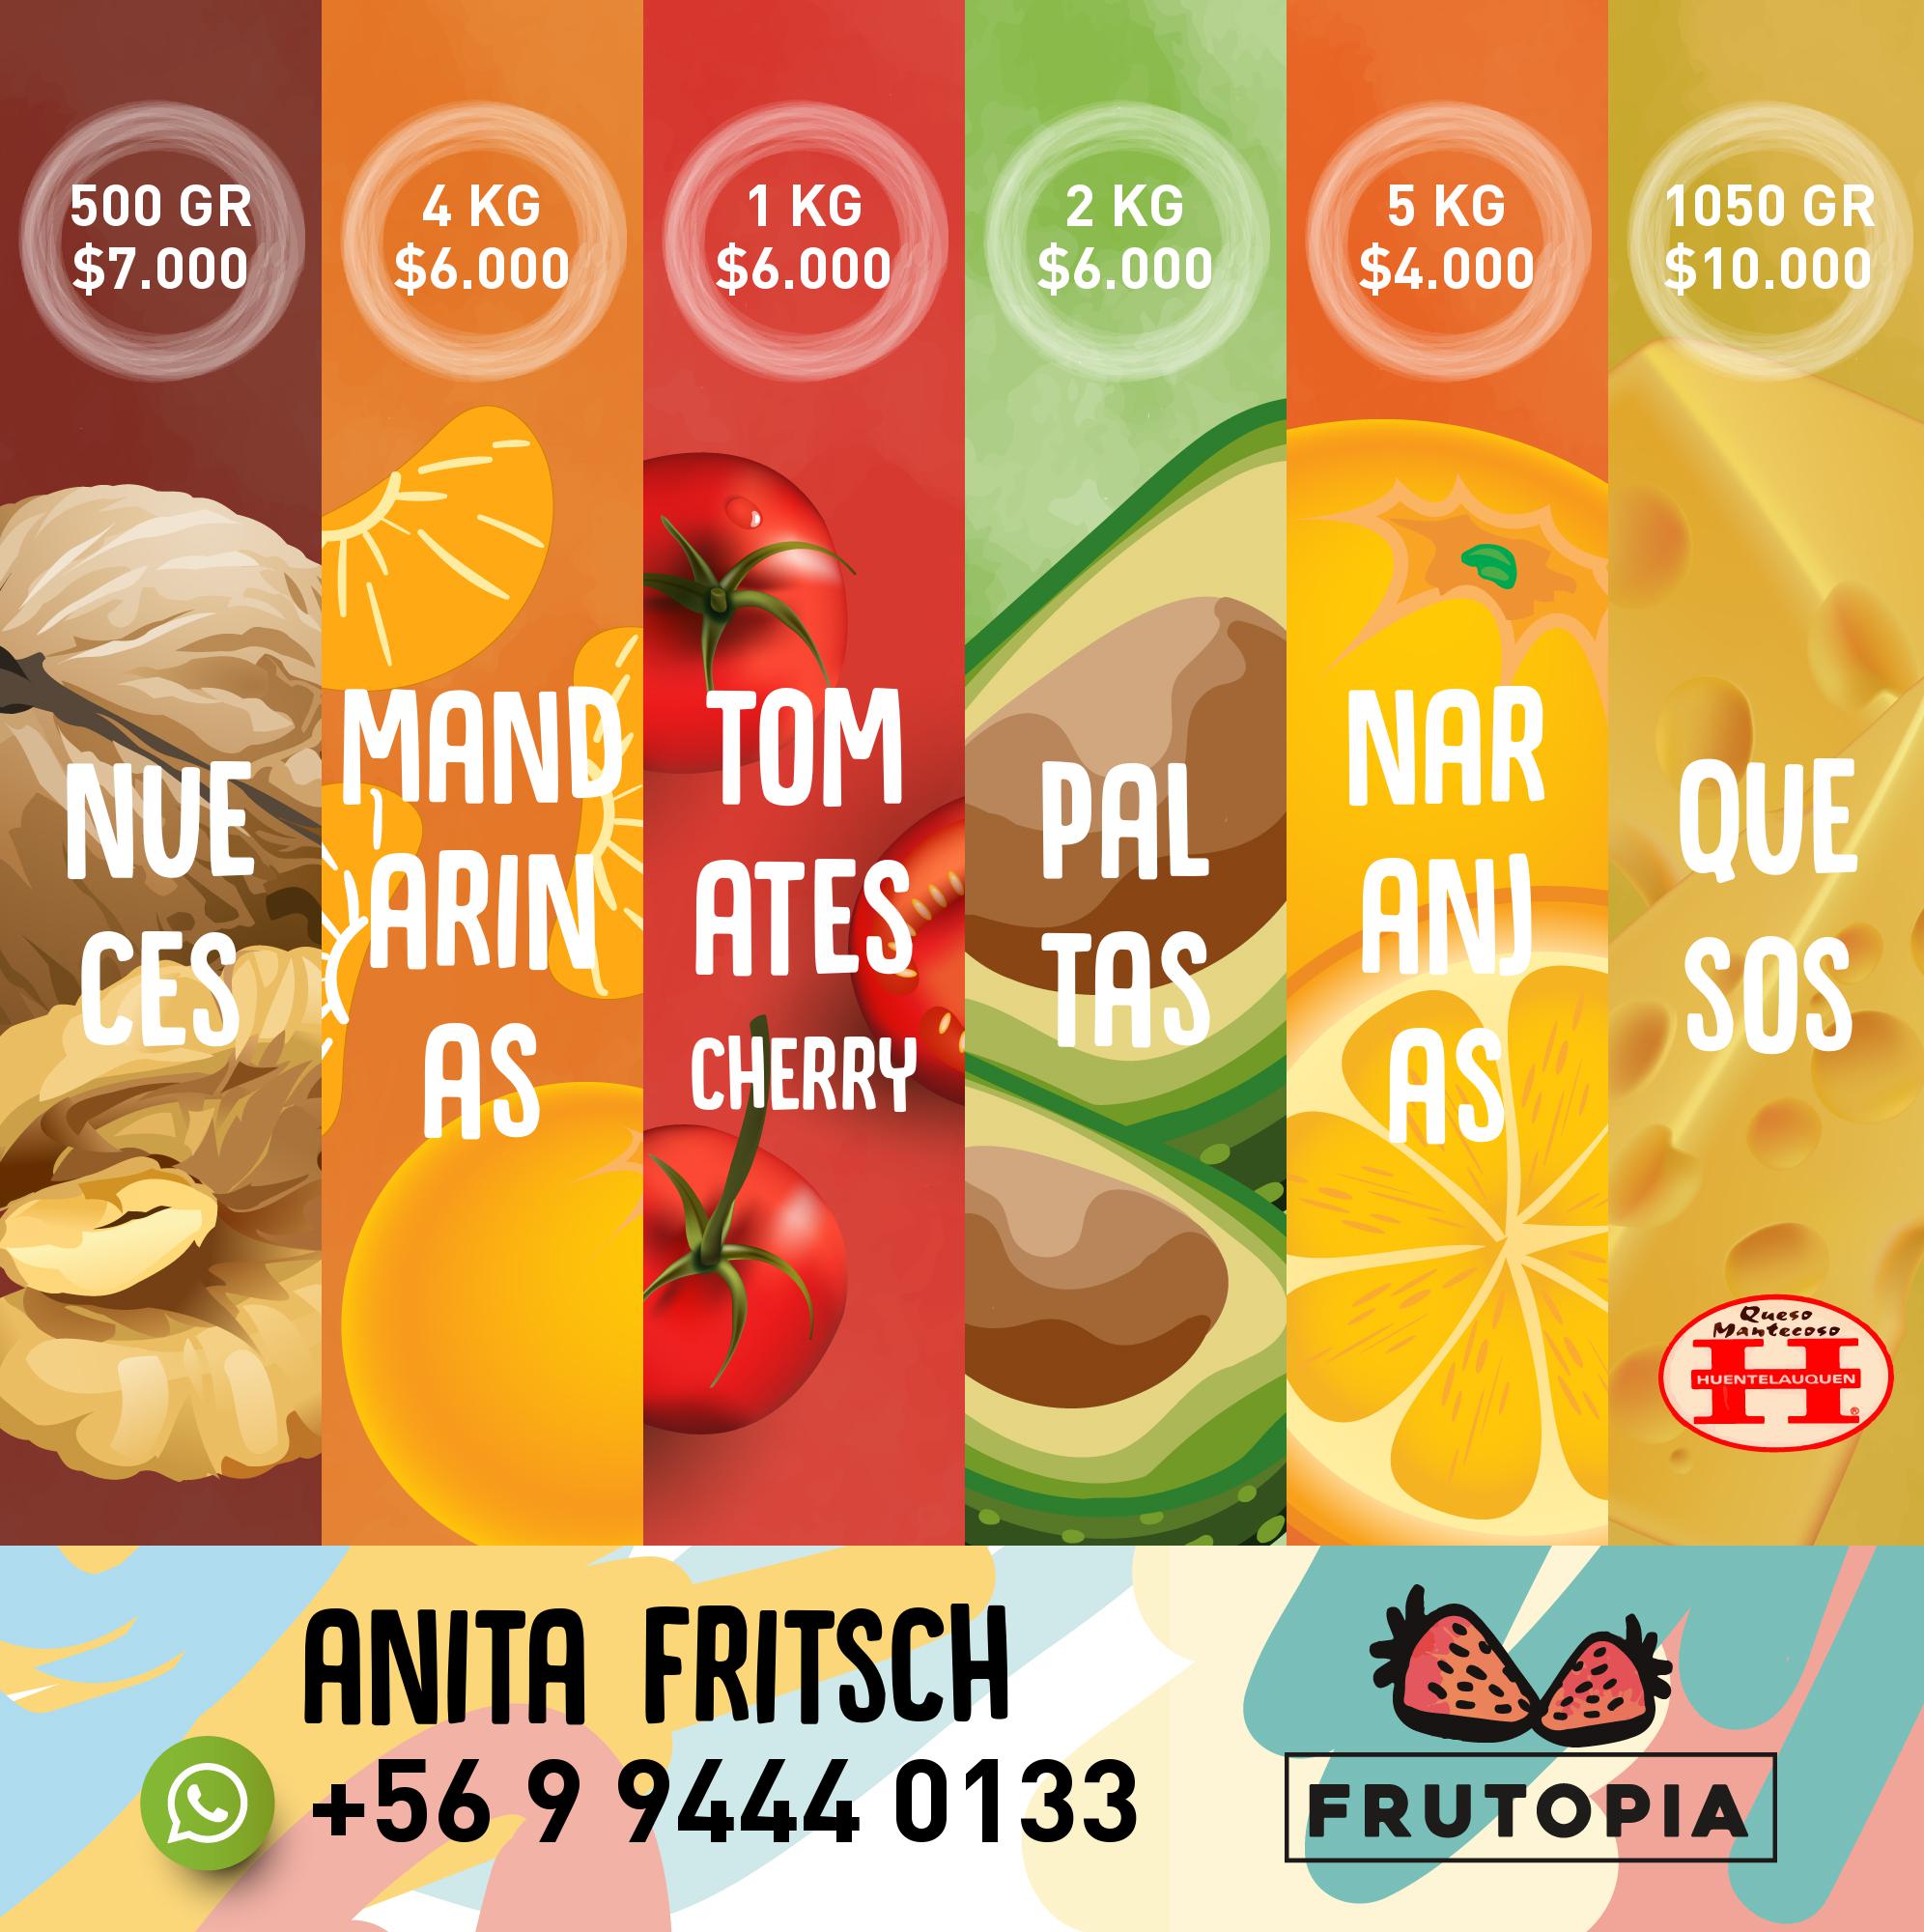 500 GR
$7.000
NUE
CES
4 KG
$6.000
MAND
ARIN
AS
1 KG
$6.000
TOM
ATES
CHERRY
2 KG
$6.000
PAL
TAS
5 KG
$4.000
NAR
ANJ
AS
1050 GR
$10.000
QUE
SOS
Queso
Mantecoso
H
HUENTELAUQUEN
®
ANITA FRITSCH
+56 9 9444 0133
FRUTOPIA